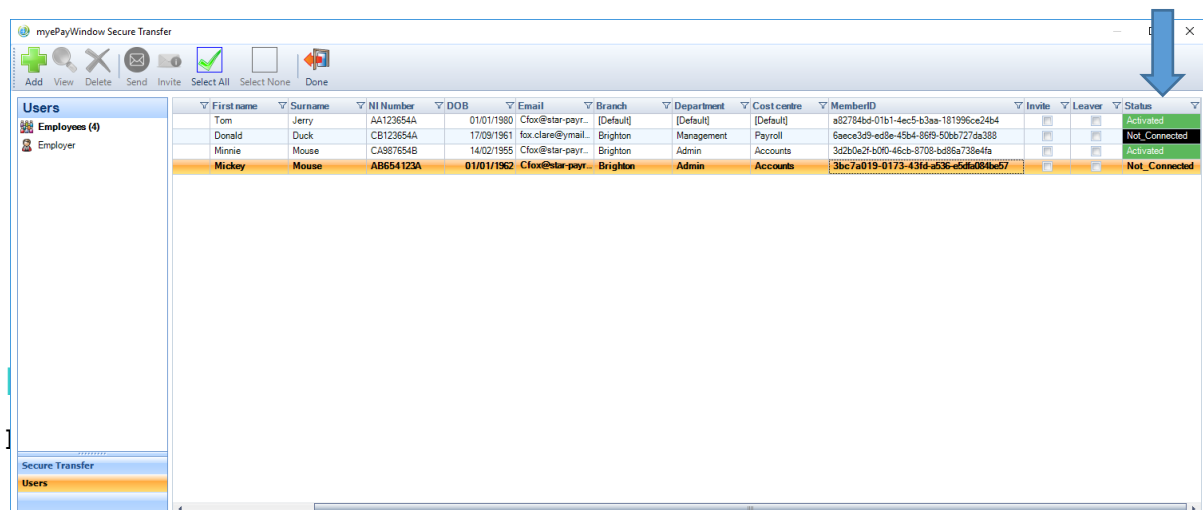 myePayWindow Secure Transfer
Add View Delete Send Invite Select All Select None Done
Users
Employees (4)
Employer
First name Surname NI Number DOB Email Branch Department Cost centre MemberID Invite Leaver Status
Tom Jerry AA123654A 01/01/1980 Cfox@star-payr... [Default] [Default] [Default] a82784bd-01b1-4ec5-b3aa-181996ce24b4 Activated
Donald Duck CB123654A 17/09/1961 fox.clare@ymail... Brighton Management Payroll 6aece3d9-ed8e-45b4-86f9-50bb727da388 Not_Connected
Minnie Mouse CA987654B 14/02/1955 Cfox@star-payr... Brighton Admin Accounts 3d2b0e2f-b0f0-46cb-8708-bd86a738e4fa Activated
Mickey Mouse AB654123A 01/01/1962 Cfox@star-payr... Brighton Admin Accounts 3bc7a019-0173-43fd-a536-e5dfa084be57 Not_Connected
Secure Transfer
Users